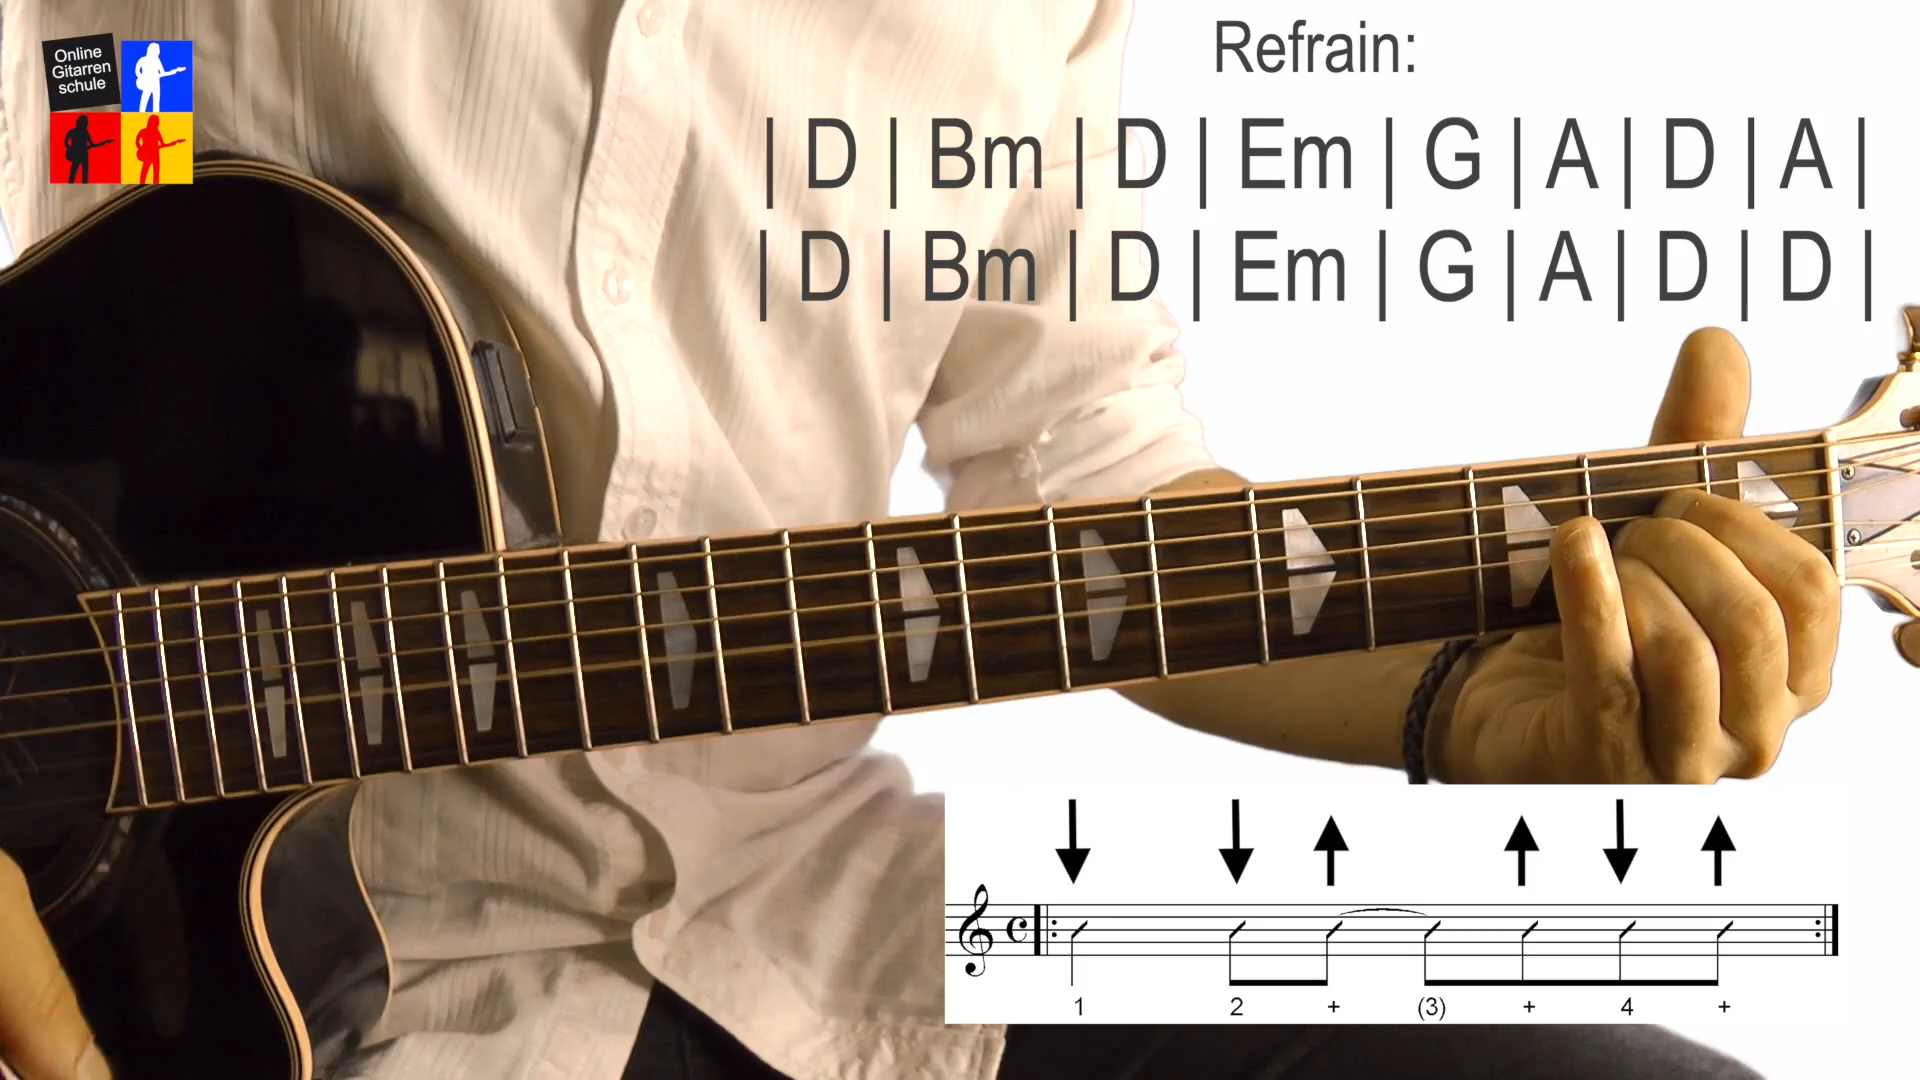 Online
Gitarren
schule
Refrain:
| D | Bm | D | Em | G | A | D | A |
| D | Bm | D | Em | G | A | D | D |
1 2 + (3) + 4 +